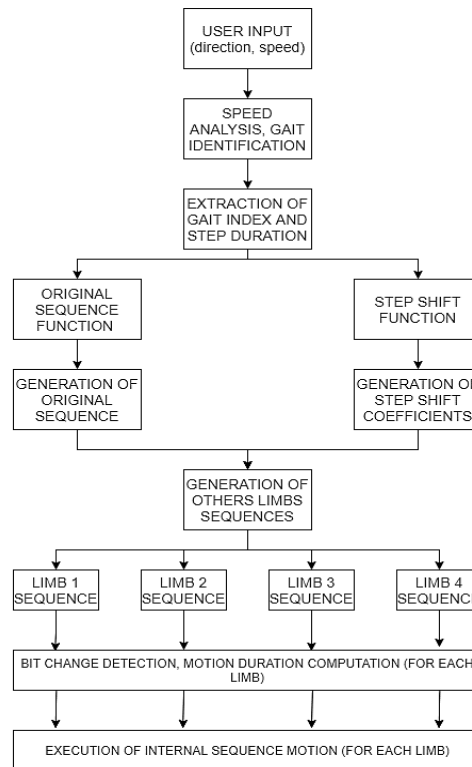 USER INPUT
(direction, speed)
SPEED
ANALYSIS, GAIT
IDENTIFICATION
EXTRACTION OF
GAIT INDEX AND
STEP DURATION
ORIGINAL
SEQUENCE
FUNCTION
STEP SHIFT
FUNCTION
GENERATION OF
ORIGINAL
SEQUENCE
GENERATION OF
STEP SHIFT
COEFFICIENTS
GENERATION OF
OTHERS LIMBS
SEQUENCES
LIMB 1
SEQUENCE
LIMB 2
SEQUENCE
LIMB 3
SEQUENCE
LIMB 4
SEQUENCE
BIT CHANGE DETECTION, MOTION DURATION COMPUTATION (FOR EACH
LIMB)
EXECUTION OF INTERNAL SEQUENCE MOTION (FOR EACH LIMB)